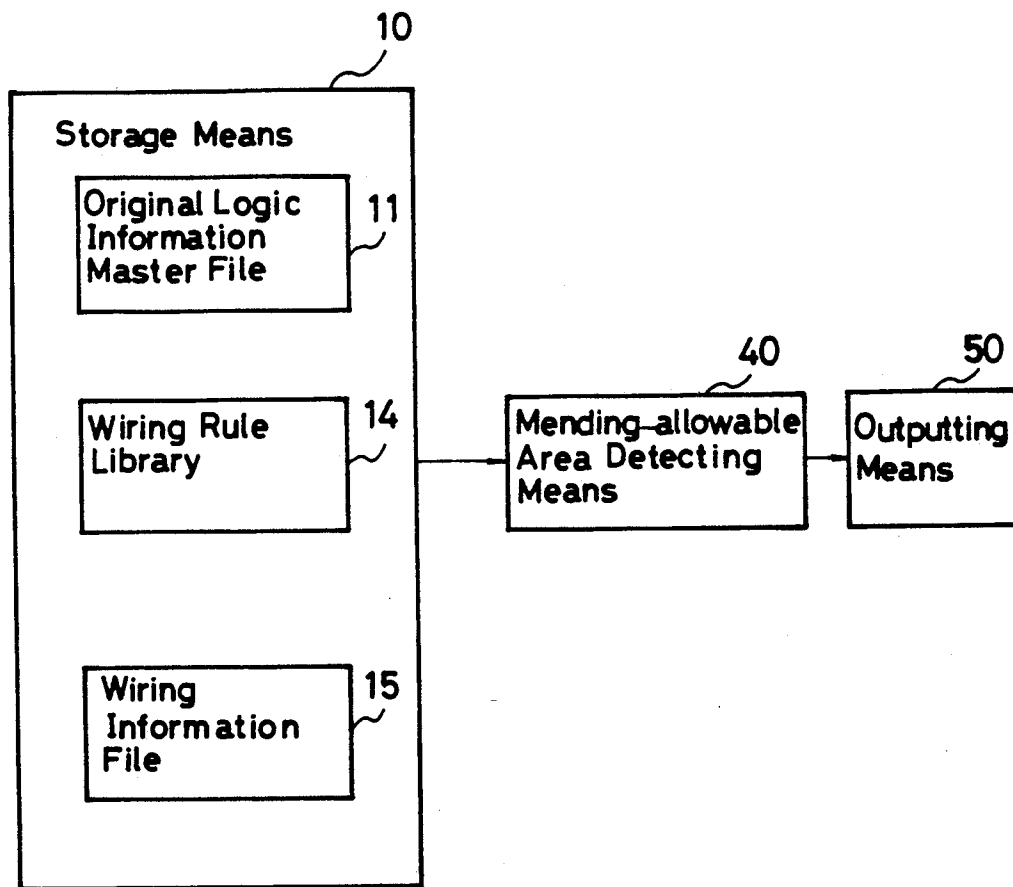 10
Storage Means
Original Logic
Information
Master File
11
Wiring Rule
Library
14
Wiring
Information
File
15
40
Mending-allowable
Area Detecting
Means
50
Outputting
Means